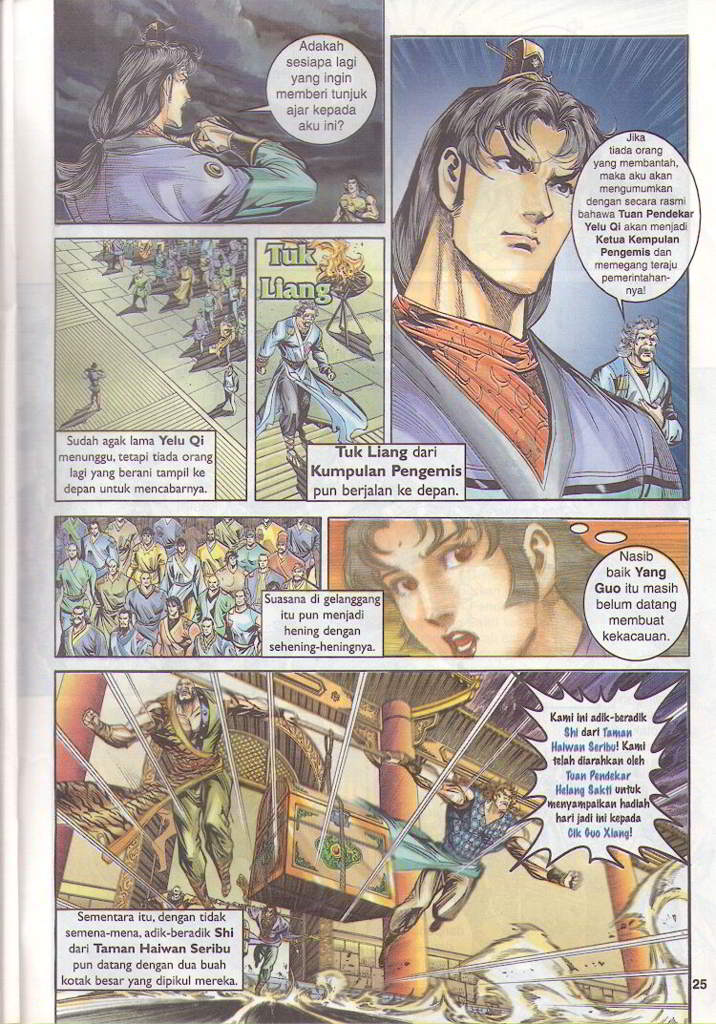 Adakah
sesiapa lagi
yang ingin
memberi tunjuk
ajar kepada
aku ini?
Jika
tiada orang
yang membantah,
maka aku akan
mengumumkan
dengan secara rasmi
bahawa Tuan Pendekar
Yelu Qi akan menjadi
Ketua Kempulan
Pengemis dan
memegang teraju
pemerintahan-
nya!
Sudah agak lama Yelu Qi
menunggu, tetapi tiada orang
lagi yang berani tampil ke
depan untuk mencabarnya.
Tuk
Liang
Tuk Liang dari
Kumpulan Pengemis
pun berjalan ke depan.
Suasana di gelanggang
itu pun menjadi
hening dengan
sehening-heningnya.
Nasib
baik Yang
Guo itu masih
belum datang
membuat
kekacauan.
Kami ini adik-beradik
Shi dari Taman
Haiwan Seribu! Kami
telah diarahkan oleh
Tuan Pendekar
Helang Sakti untuk
menyampaikan hadiah
hari jadi ini kepada
Cik Guo Xiang!
Sementara itu, dengan tidak
semena-mena, adik-beradik Shi
dari Taman Haiwan Seribu
pun datang dengan dua buah
kotak besar yang dipikul mereka.
25